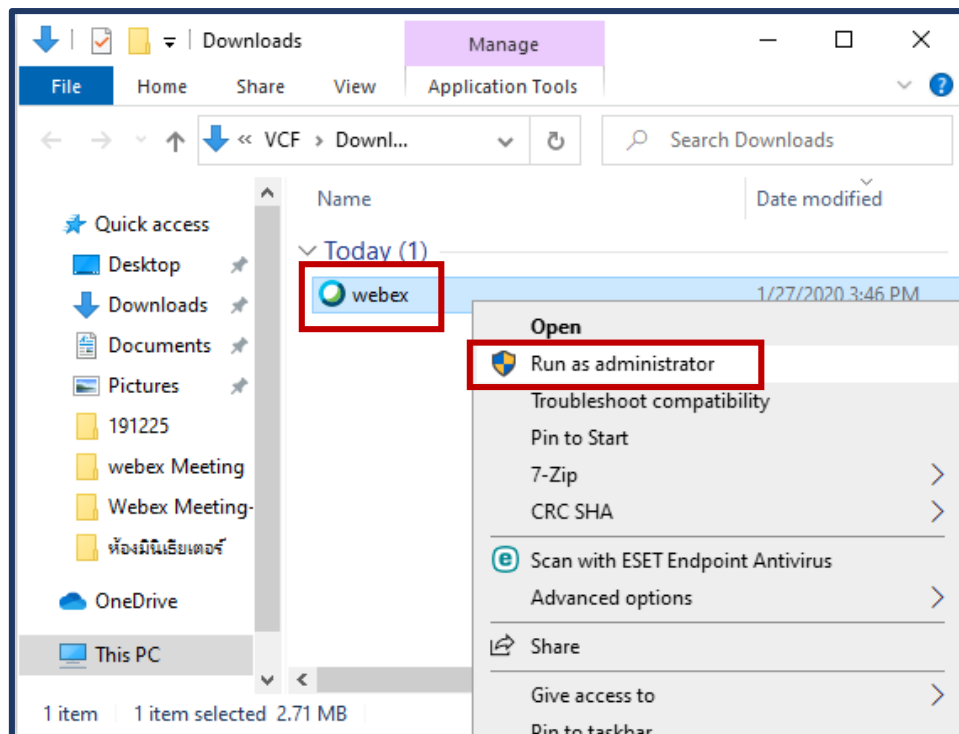 Downloads
Manage
File Home Share View Application Tools
« VCF > Downl...
Search Downloads
Name Date modified
Quick access
Desktop
Downloads
Documents
Pictures
191225
webex Meeting
Webex Meeting-
ห้องมินิเธียเตอร์
OneDrive
This PC
Today (1)
webex 1/27/2020 3:46 PM
Open
Run as administrator
Troubleshoot compatibility
Pin to Start
7-Zip
CRC SHA
Scan with ESET Endpoint Antivirus
Advanced options
Share
Give access to
Pin to taskbar
1 item 1 item selected 2.71 MB